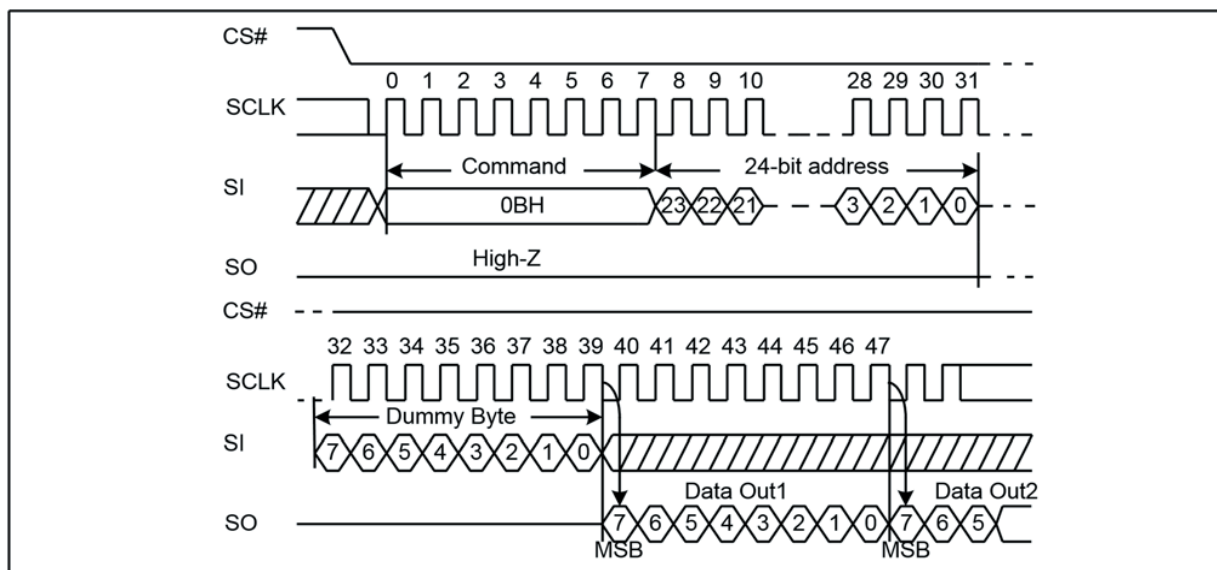 CS#
0 1 2 3 4 5 6 7 8 9 10 28 29 30 31
SCLK
Command 24-bit address
SI
0BH 23 22 21 3 2 1 0
High-Z
SO
CS#
32 33 34 35 36 37 38 39 40 41 42 43 44 45 46 47
SCLK
Dummy Byte
SI
7 6 5 4 3 2 1 0
Data Out1 Data Out2
SO
7 6 5 4 3 2 1 0 7 6 5
MSB MSB